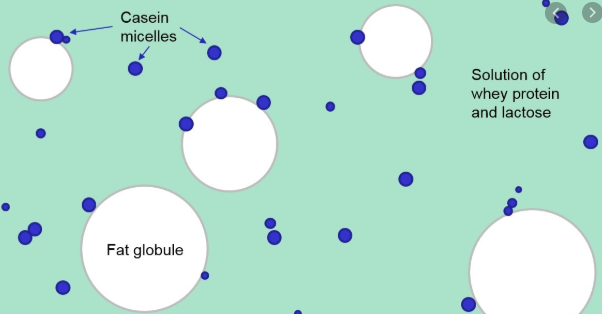 Casein
micelles
Solution of
whey protein
and lactose
Fat globule